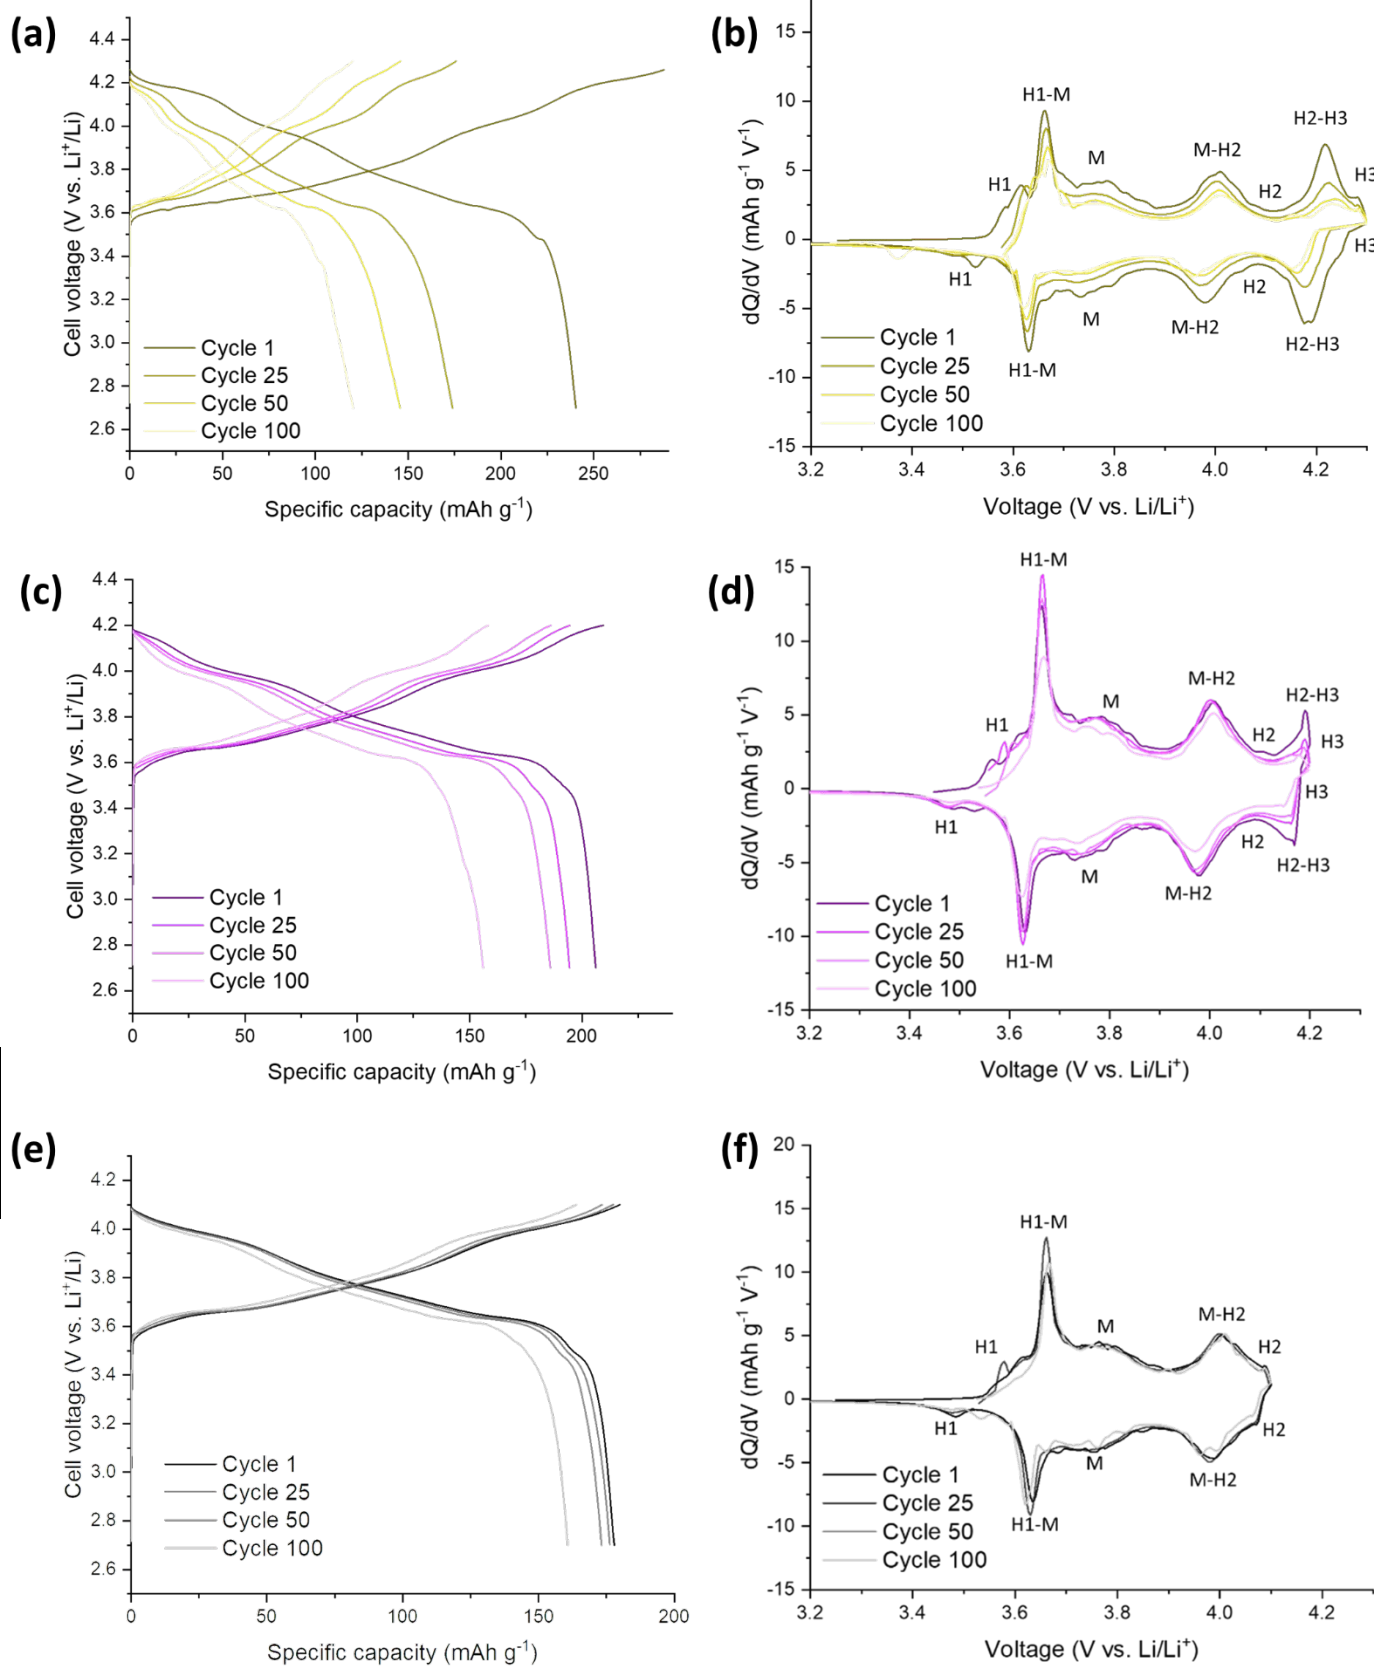 (a)
4.4
4.2
4.0
3.8
3.6
3.4
3.2
3.0
2.8
2.6
Cell voltage (V vs. Li⁺/Li)
Cycle 1
Cycle 25
Cycle 50
Cycle 100
0 50 100 150 200 250
Specific capacity (mAh g⁻¹)
(b)
15
10
5
0
-5
-10
-15
dQ/dV (mAh g⁻¹ V⁻¹)
H1-M
H2-H3
M M-H2
H1 H2 H3
H3
H1 H2
M M-H2
H2-H3
H1-M
Cycle 1
Cycle 25
Cycle 50
Cycle 100
3.2 3.4 3.6 3.8 4.0 4.2
Voltage (V vs. Li/Li⁺)
(c)
4.4
4.2
4.0
3.8
3.6
3.4
3.2
3.0
2.8
2.6
Cell voltage (V vs. Li⁺/Li)
Cycle 1
Cycle 25
Cycle 50
Cycle 100
0 50 100 150 200
Specific capacity (mAh g⁻¹)
(d)
15
10
5
0
-5
-10
-15
dQ/dV (mAh g⁻¹ V⁻¹)
H1-M
M-H2 H2-H3
H1 M H2 H3
H3
H1 H2
M M-H2 H2-H3
H1-M
Cycle 1
Cycle 25
Cycle 50
Cycle 100
3.2 3.4 3.6 3.8 4.0 4.2
Voltage (V vs. Li/Li⁺)
(e)
4.2
4.0
3.8
3.6
3.4
3.2
3.0
2.8
2.6
Cell voltage (V vs. Li⁺/Li)
Cycle 1
Cycle 25
Cycle 50
Cycle 100
0 50 100 150 200
Specific capacity (mAh g⁻¹)
(f)
20
15
10
5
0
-5
-10
-15
dQ/dV (mAh g⁻¹ V⁻¹)
H1-M
M-H2
H1 M H2
H1 H2
M M-H2
H1-M
Cycle 1
Cycle 25
Cycle 50
Cycle 100
3.2 3.4 3.6 3.8 4.0 4.2
Voltage (V vs. Li/Li⁺)